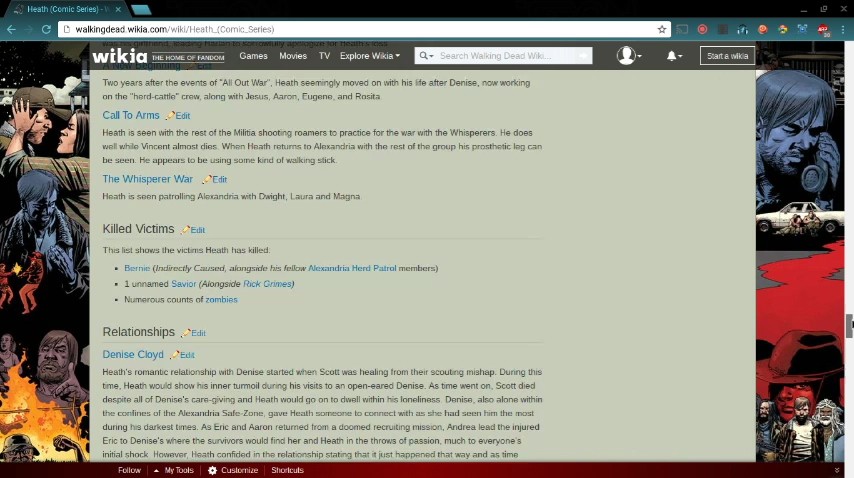 Heath (Comic Series) - W
walkingdead.wikia.com/wiki/Heath_(Comic_Series)
wikia THE HOME OF FANDOM Games Movies TV Explore Wikia Search Walking Dead Wiki... Start a wikia
Two years after the events of "All Out War", Heath seemingly moved on with his life after Denise, now working
on the "herd-cattle" crew, along with Jesus, Aaron, Eugene, and Rosita.
Call To Arms Edit
Heath is seen with the rest of the Militia shooting roamers to practice for the war with the Whisperers. He does
well while Vincent almost dies. When Heath returns to Alexandria with the rest of the group his prosthetic leg can
be seen. He appears to be using some kind of walking stick.
The Whisperer War Edit
Heath is seen patrolling Alexandria with Dwight, Laura and Magna.
Killed Victims Edit
This list shows the victims Heath has killed:
Bernie (Indirectly Caused, alongside his fellow Alexandria Herd Patrol members)
1 unnamed Savior (Alongside Rick Grimes)
Numerous counts of zombies
Relationships Edit
Denise Cloyd Edit
Heath's romantic relationship with Denise started when Scott was healing from their scouting mishap. During this
time, Heath would show his inner turmoil during his visits to an open-eared Denise. As time went on, Scott died
despite all of Denise's care-giving and Heath would go on to dwell within his loneliness. Denise, also alone within
the confines of the Alexandria Safe-Zone, gave Heath someone to connect with as she had seen him the most
during his darkest times. As Eric and Aaron returned from a doomed recruiting mission, Andrea lead the injured
Eric to Denise's where the survivors would find her and Heath in the throws of passion, much to everyone's
initial shock. However, Heath confided in the relationship stating that it just happened that way and as time
Follow My Tools Customize Shortcuts